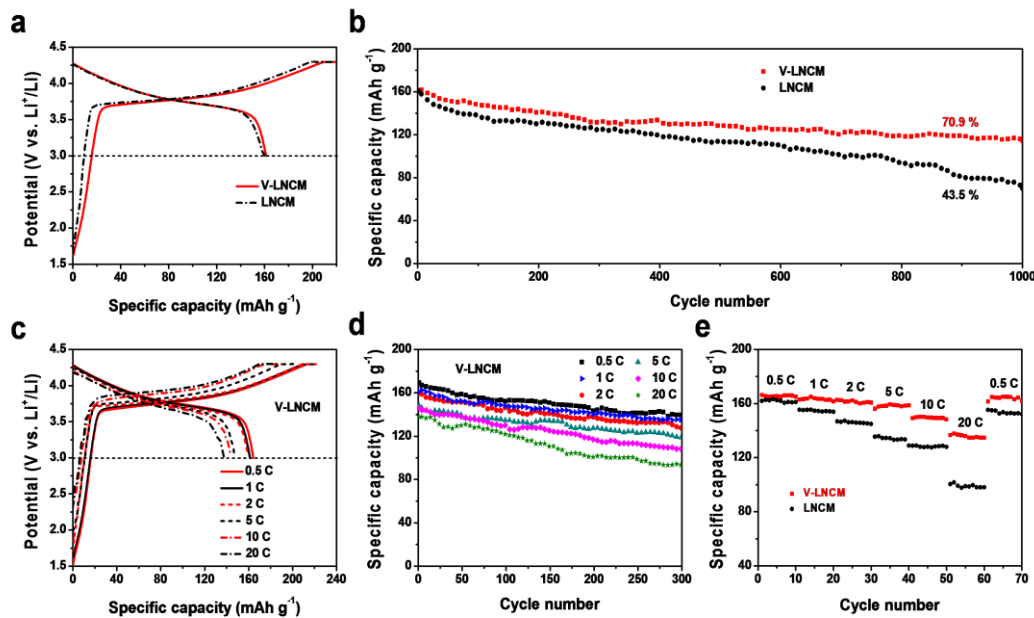 a
4.5
4.0
3.5
3.0
2.5
2.0
1.5
Potential (V vs. Li⁺/Li)
V-LNCM
LNCM
0 40 80 120 160 200
Specific capacity (mAh g⁻¹)
b
200
160
120
80
40
0
Specific capacity (mAh g⁻¹)
V-LNCM
LNCM
70.9 %
43.5 %
0 200 400 600 800 1000
Cycle number
c
4.5
4.0
3.5
3.0
2.5
2.0
1.5
Potential (V vs. Li⁺/Li)
V-LNCM
0.5 C
1 C
2 C
5 C
10 C
20 C
0 40 80 120 160 200 240
Specific capacity (mAh g⁻¹)
d
200
160
120
80
40
0
Specific capacity (mAh g⁻¹)
V-LNCM
0.5 C 5 C
1 C 10 C
2 C 20 C
0 50 100 150 200 250 300
Cycle number
e
200
160
120
80
40
Specific capacity (mAh g⁻¹)
0.5 C 1 C 2 C 5 C 10 C 20 C 0.5 C
V-LNCM
LNCM
0 10 20 30 40 50 60 70
Cycle number